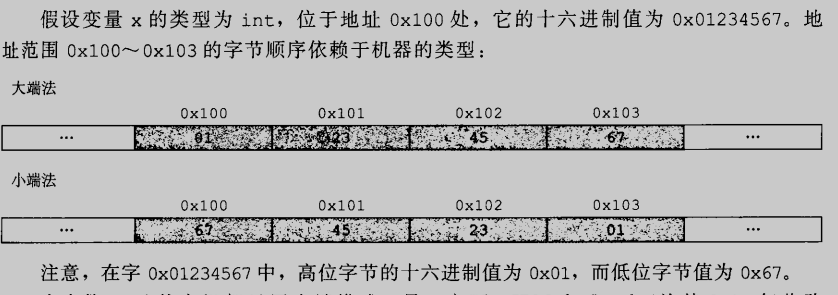 假设变量 x 的类型为 int，位于地址 0x100 处，它的十六进制值为 0x01234567。地
址范围 0x100～0x103 的字节顺序依赖于机器的类型：
大端法
0x100 0x101 0x102 0x103
… 01 23 45 67 …
小端法
0x100 0x101 0x102 0x103
… 67 45 23 01 …
注意，在字 0x01234567 中，高位字节的十六进制值为 0x01，而低位字节值为 0x67。